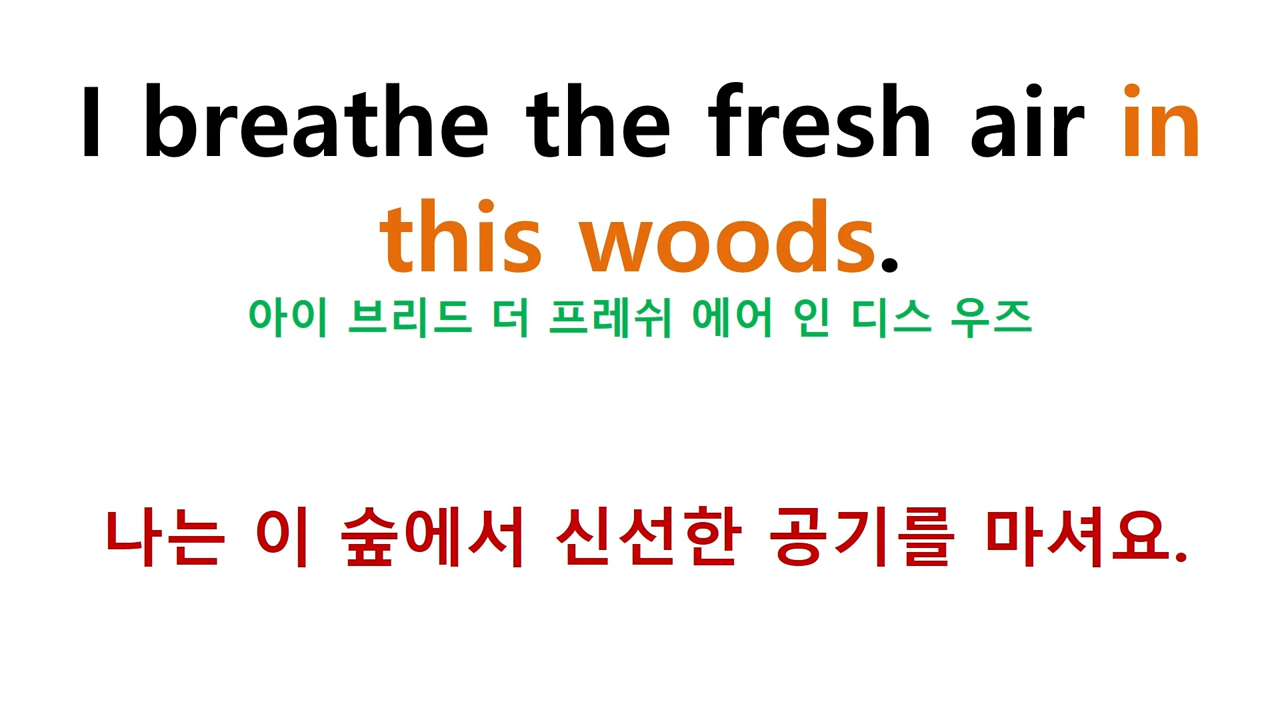 I breathe the fresh air in
this woods.
아이 브리드 더 프레쉬 에어 인 디스 우즈
나는 이 숲에서 신선한 공기를 마셔요.